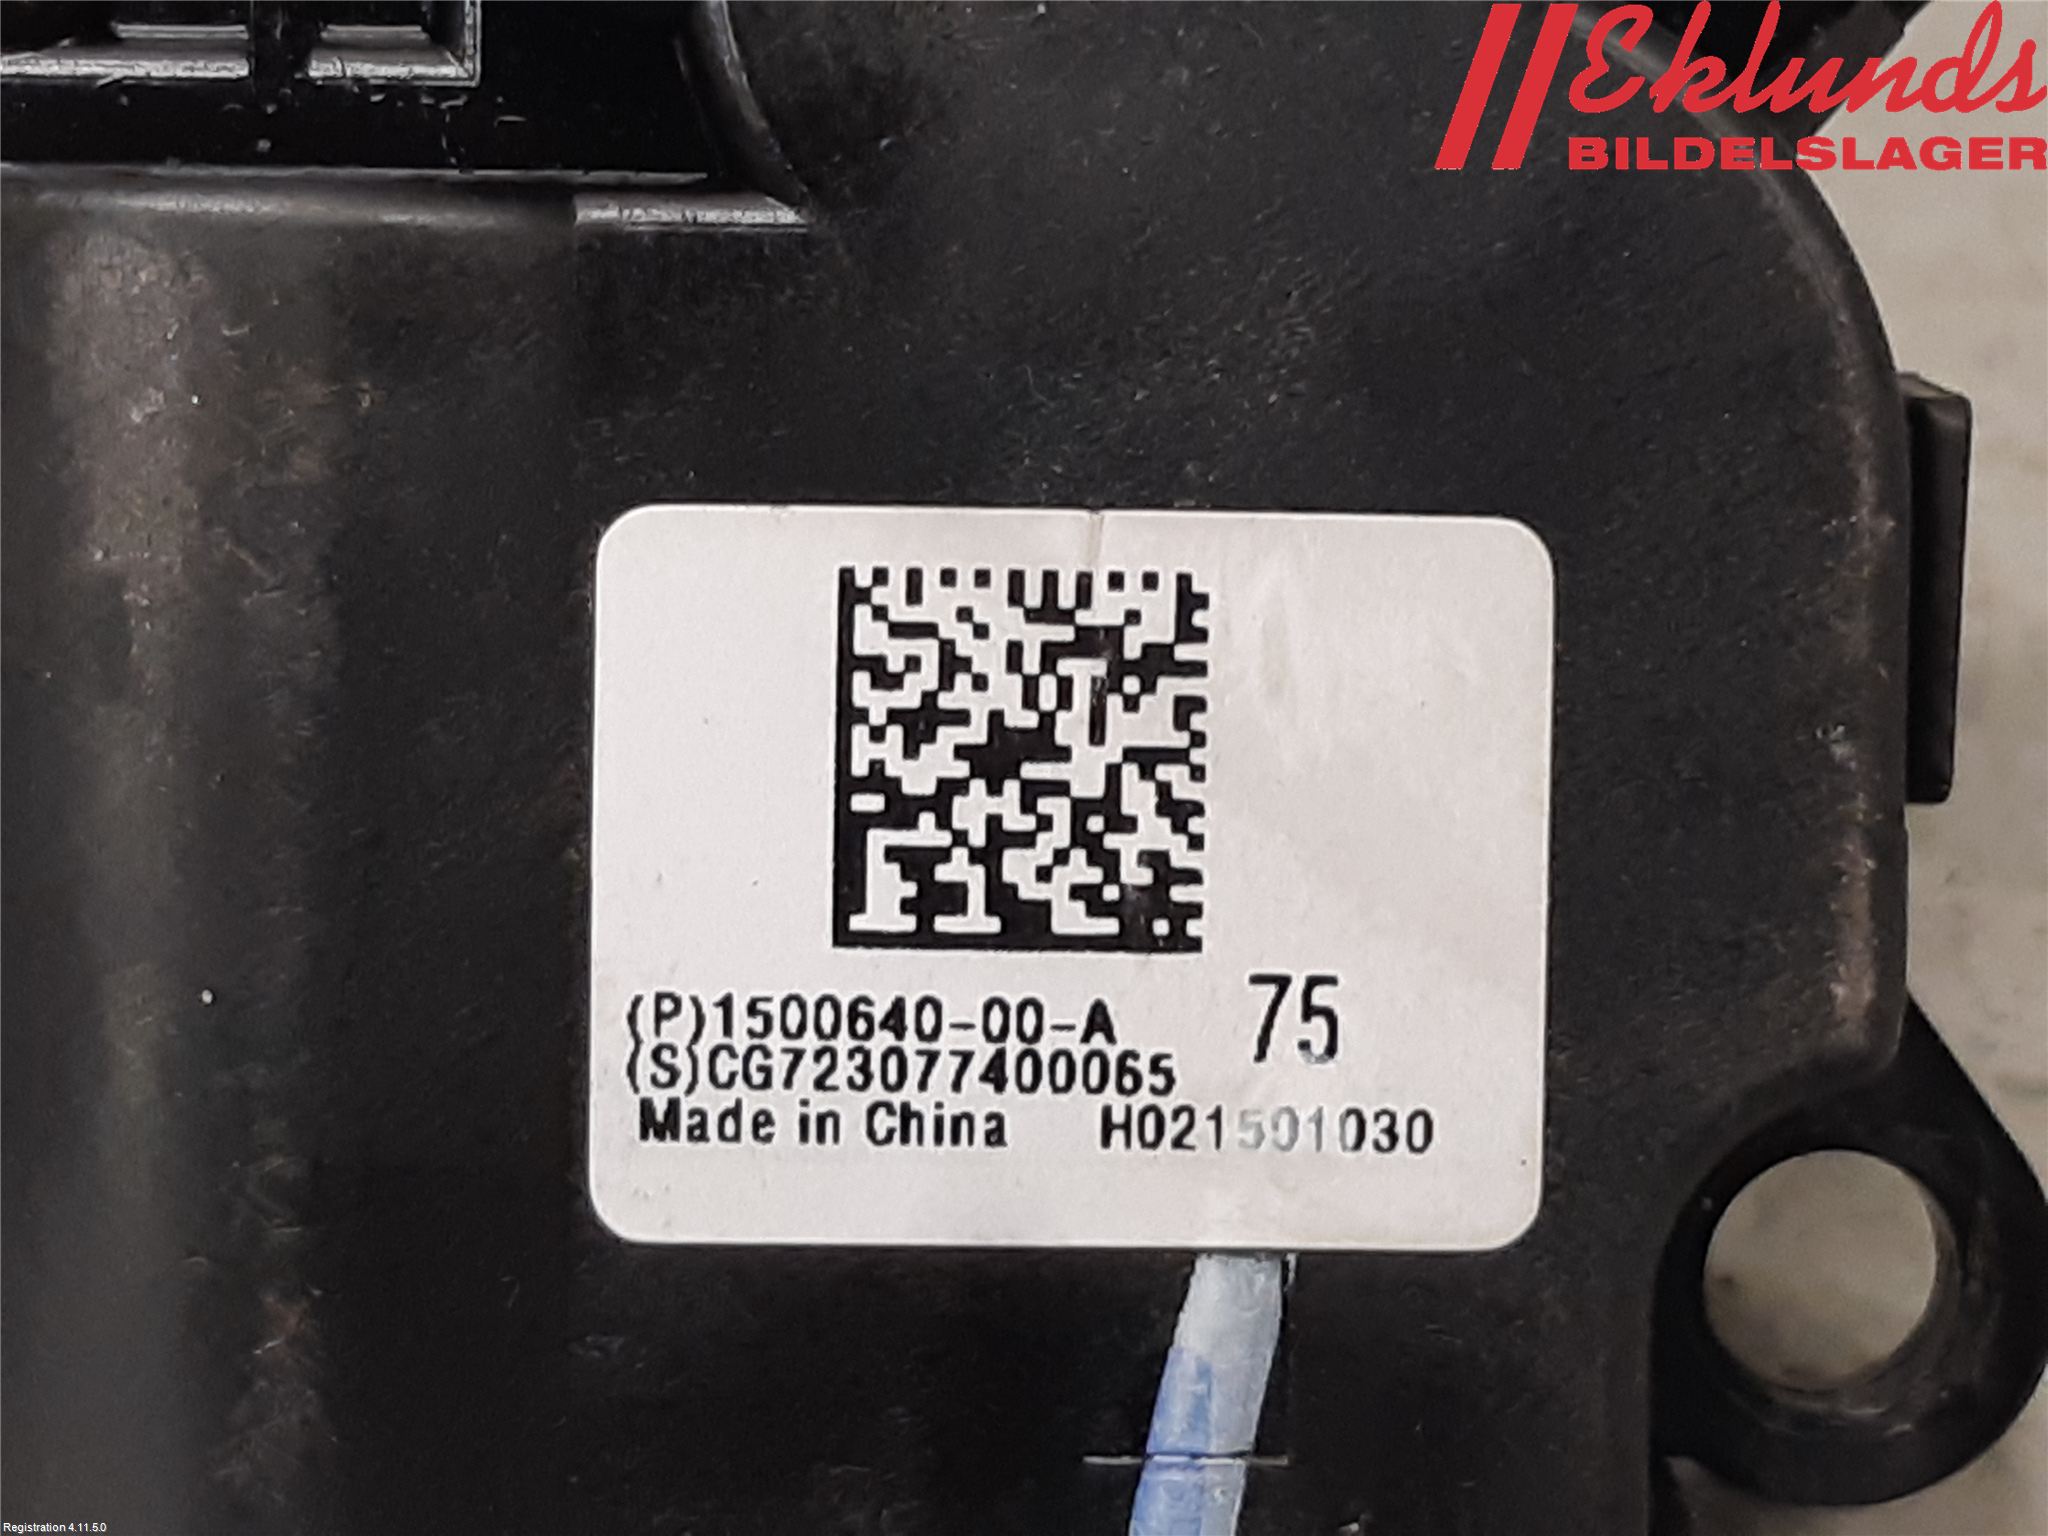 Eklunds
BILDELSLAGER
(P)1500640-00-A 75
(S)CG723077400065
Made in China H021501030
Registration 4.11.5.0